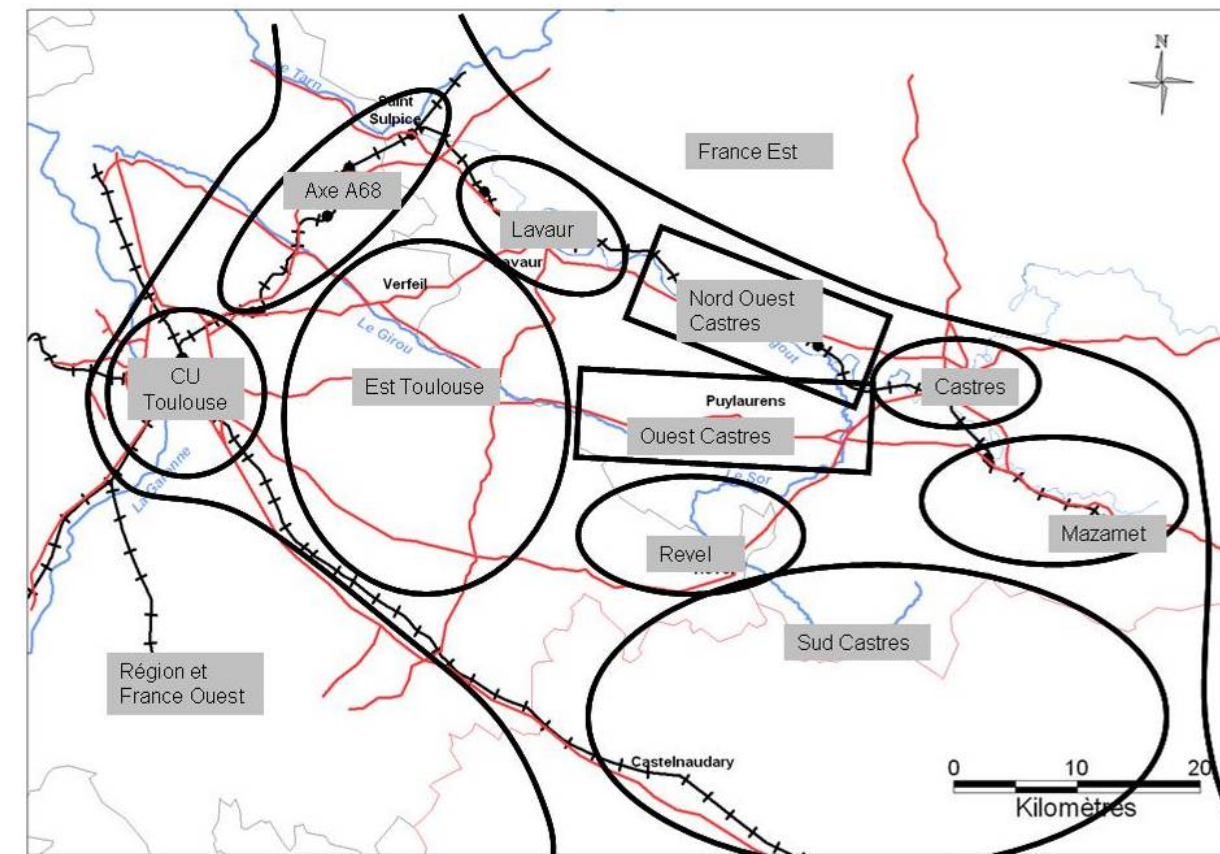 N
Le Tarn
Saint
Sulpice
France Est
Axe A68
Lavaur
Verfeil
Nord Ouest
Castres
Le Girou
CU
Toulouse
Est Toulouse
Castres
Puylaurens
Ouest Castres
La Garonne
Le Sor
Mazamet
Revel
Sud Castres
Région et
France Ouest
Castelnaudary
0 10 20
Kilomètres